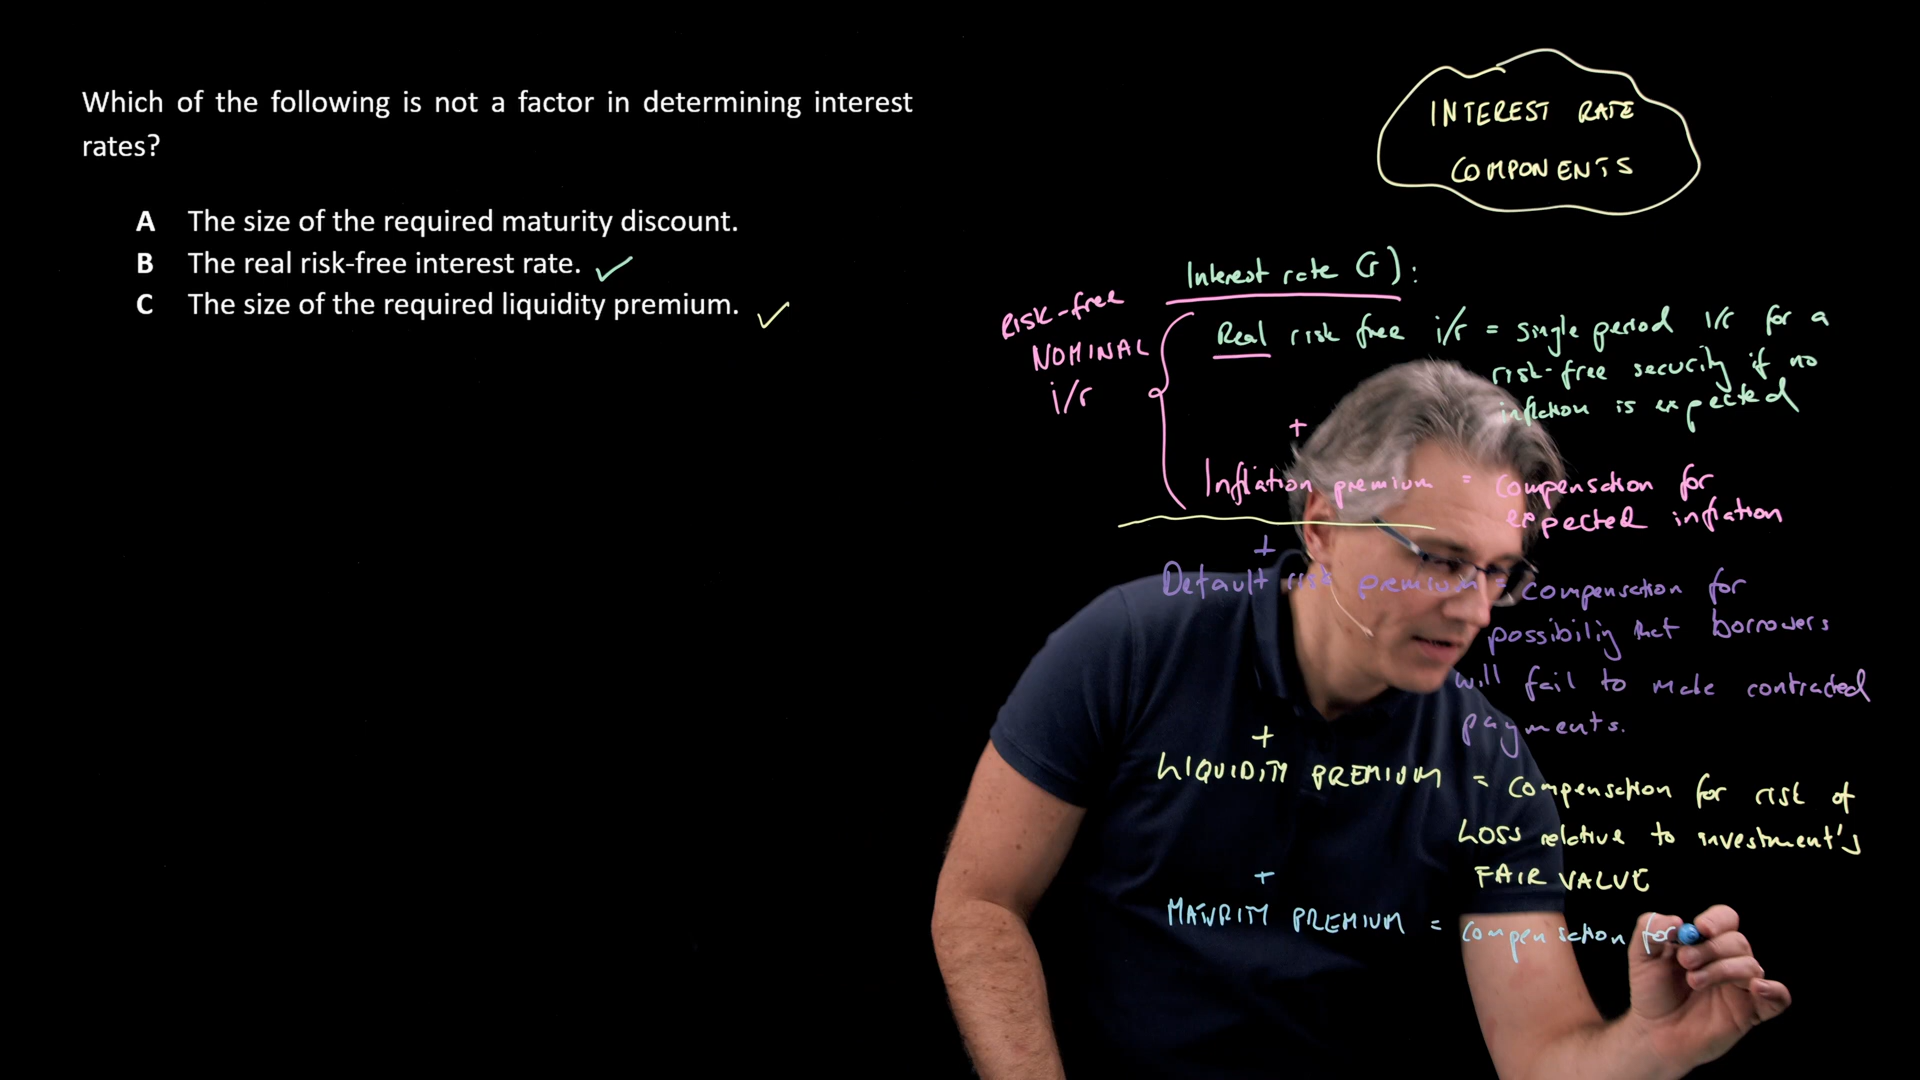 Which of the following is not a factor in determining interest
rates?
A The size of the required maturity discount.
B The real risk-free interest rate.
C The size of the required liquidity premium.
INTEREST RATE
COMPONENTS
Interest rate (r):
Risk-free
NOMINAL
i/r
Real risk free i/r = single period i/r for a
risk-free security if no
inflation is expected
+
Inflation premium = compensation for
expected inflation
+
Default risk premium = compensation for
possibility that borrowers
will fail to make contracted
payments.
+
LIQUIDITY PREMIUM = compensation for risk of
LOSS relative to investment's
FAIR VALUE
+
MATURITY PREMIUM = compensation for